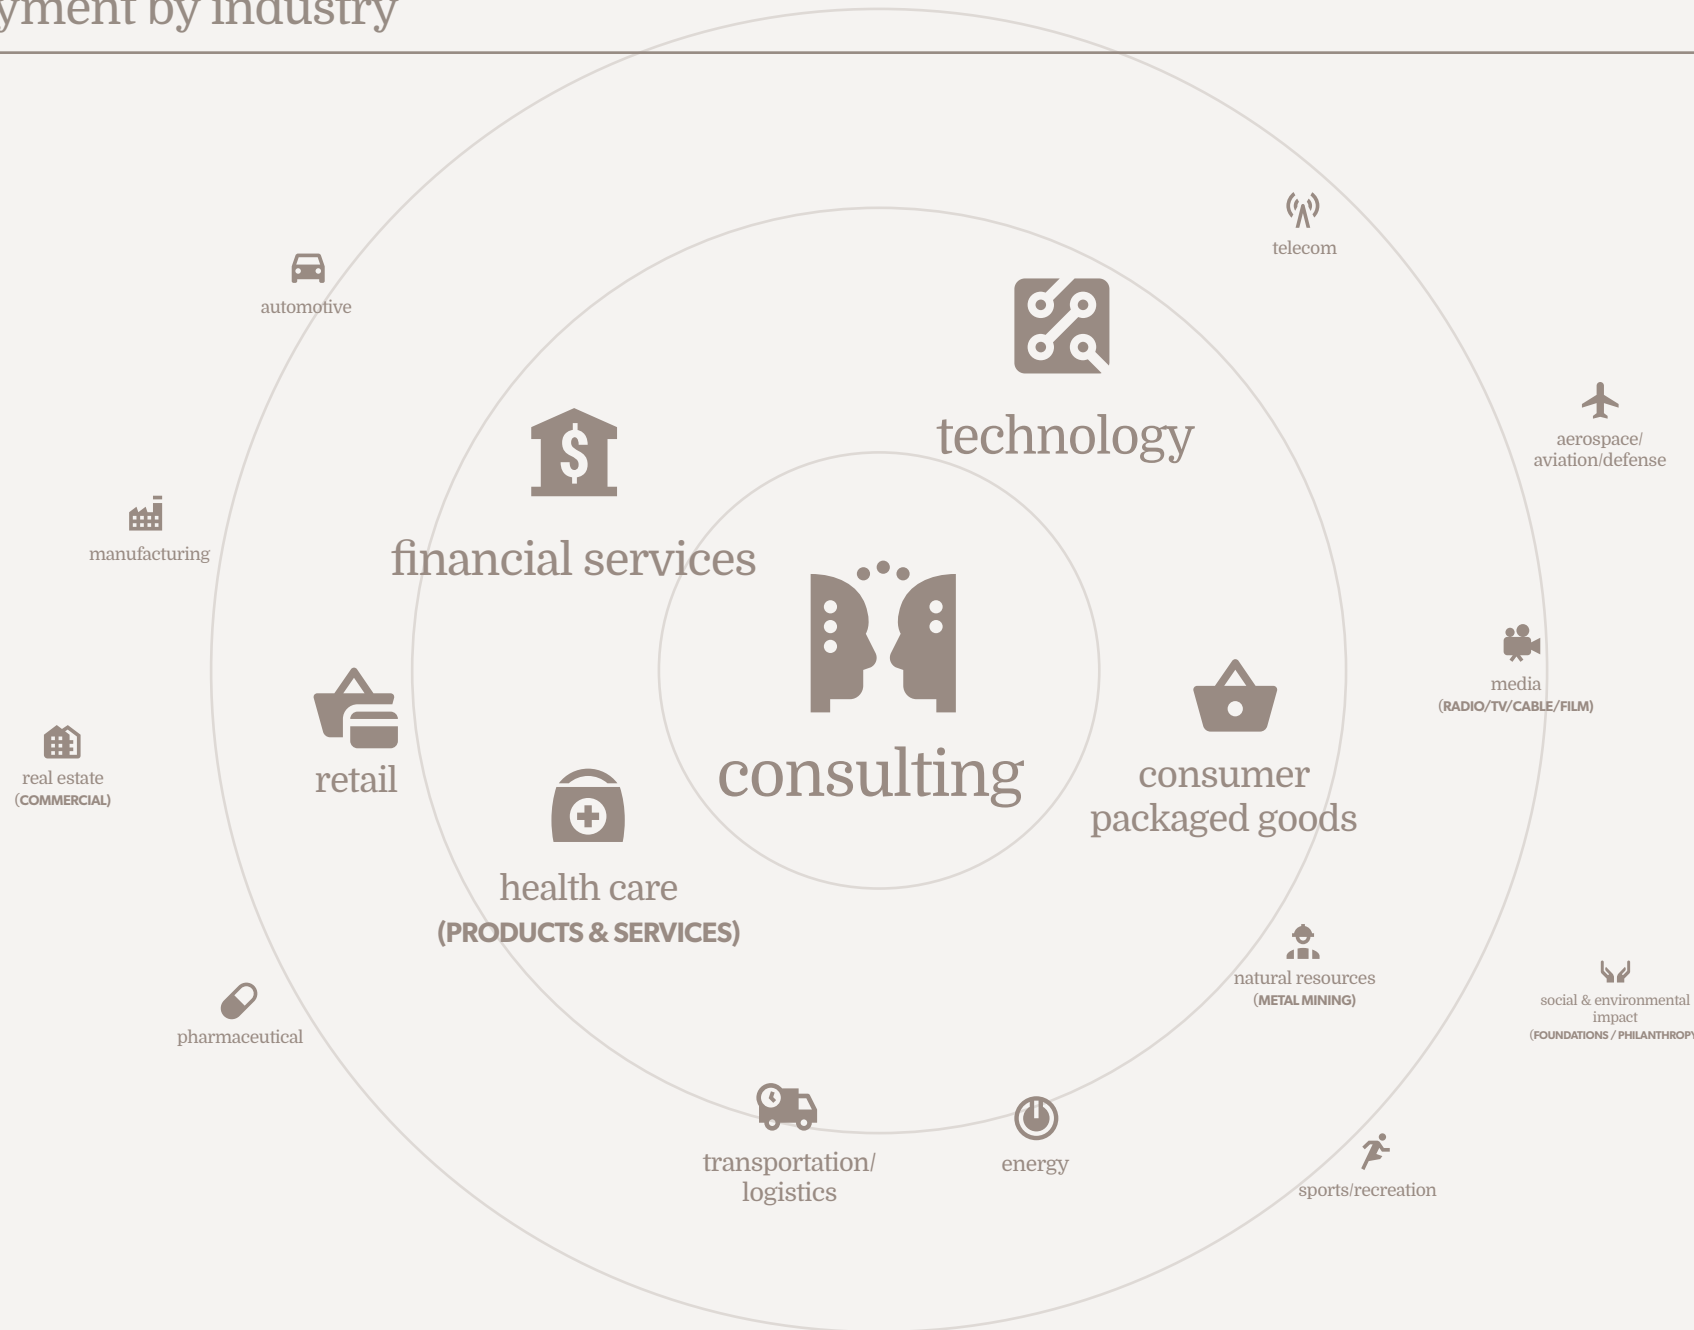 by industry
telecom
automotive
technology
aerospace/
aviation/defense
financial services
manufacturing
media
(RADIO/TV/CABLE/FILM)
real estate
(COMMERCIAL)
retail
consulting
consumer
packaged goods
health care
(PRODUCTS & SERVICES)
natural resources
(METAL MINING)
social & environmental
impact
(FOUNDATIONS / PHILANTHROPY
pharmaceutical
transportation/
logistics
energy
sports/recreation